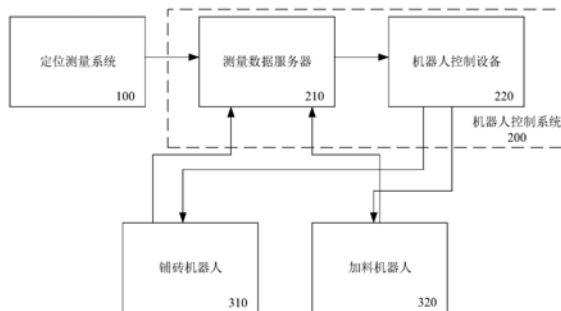 定位测量系统
100
测量数据服务器
210
机器人控制设备
220
机器人控制系统
200
铺砖机器人
310
加料机器人
320